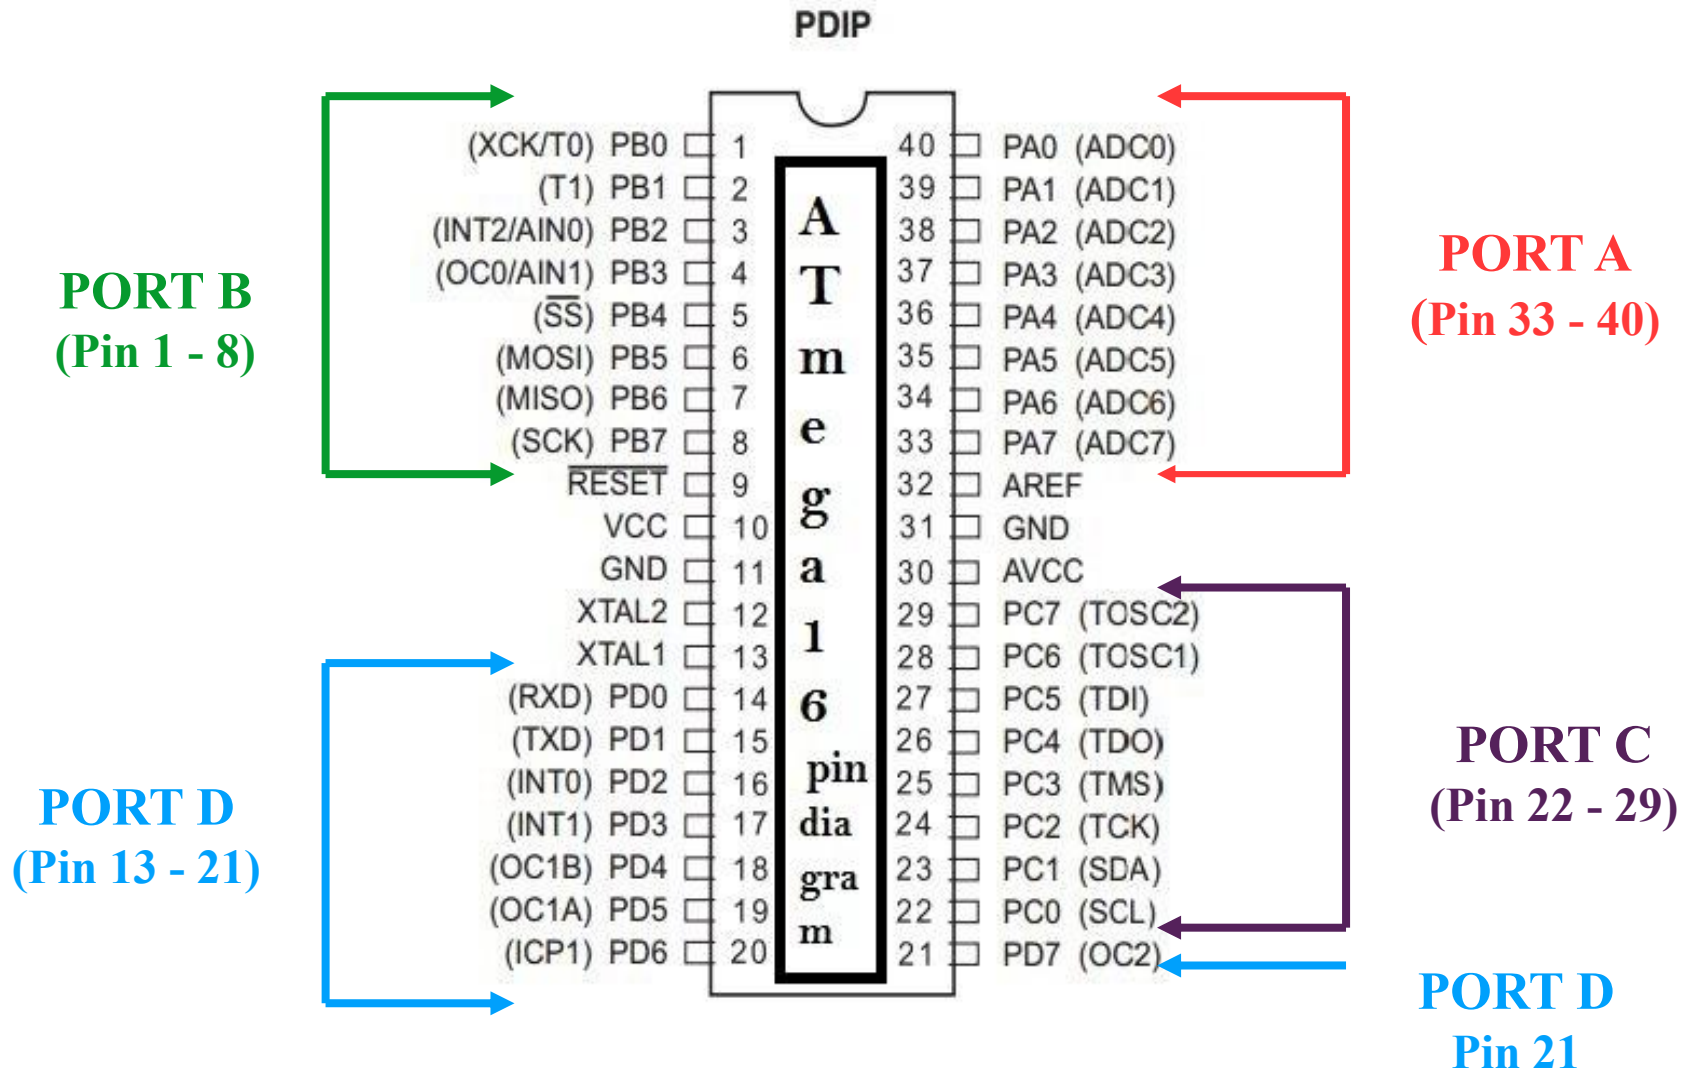 PDIP
PORT B
(Pin 1 - 8)
PORT D
(Pin 13 - 21)
(XCK/T0) PB0 1
(T1) PB1 2
(INT2/AIN0) PB2 3
(OC0/AIN1) PB3 4
(S̅S̅) PB4 5
(MOSI) PB5 6
(MISO) PB6 7
(SCK) PB7 8
R̅E̅S̅E̅T̅ 9
VCC 10
GND 11
XTAL2 12
XTAL1 13
(RXD) PD0 14
(TXD) PD1 15
(INT0) PD2 16
(INT1) PD3 17
(OC1B) PD4 18
(OC1A) PD5 19
(ICP1) PD6 20
A
T
m
e
g
a
1
6
pin
dia
gra
m
40 PA0 (ADC0)
39 PA1 (ADC1)
38 PA2 (ADC2)
37 PA3 (ADC3)
36 PA4 (ADC4)
35 PA5 (ADC5)
34 PA6 (ADC6)
33 PA7 (ADC7)
32 AREF
31 GND
30 AVCC
29 PC7 (TOSC2)
28 PC6 (TOSC1)
27 PC5 (TDI)
26 PC4 (TDO)
25 PC3 (TMS)
24 PC2 (TCK)
23 PC1 (SDA)
22 PC0 (SCL)
21 PD7 (OC2)
PORT A
(Pin 33 - 40)
PORT C
(Pin 22 - 29)
PORT D
Pin 21